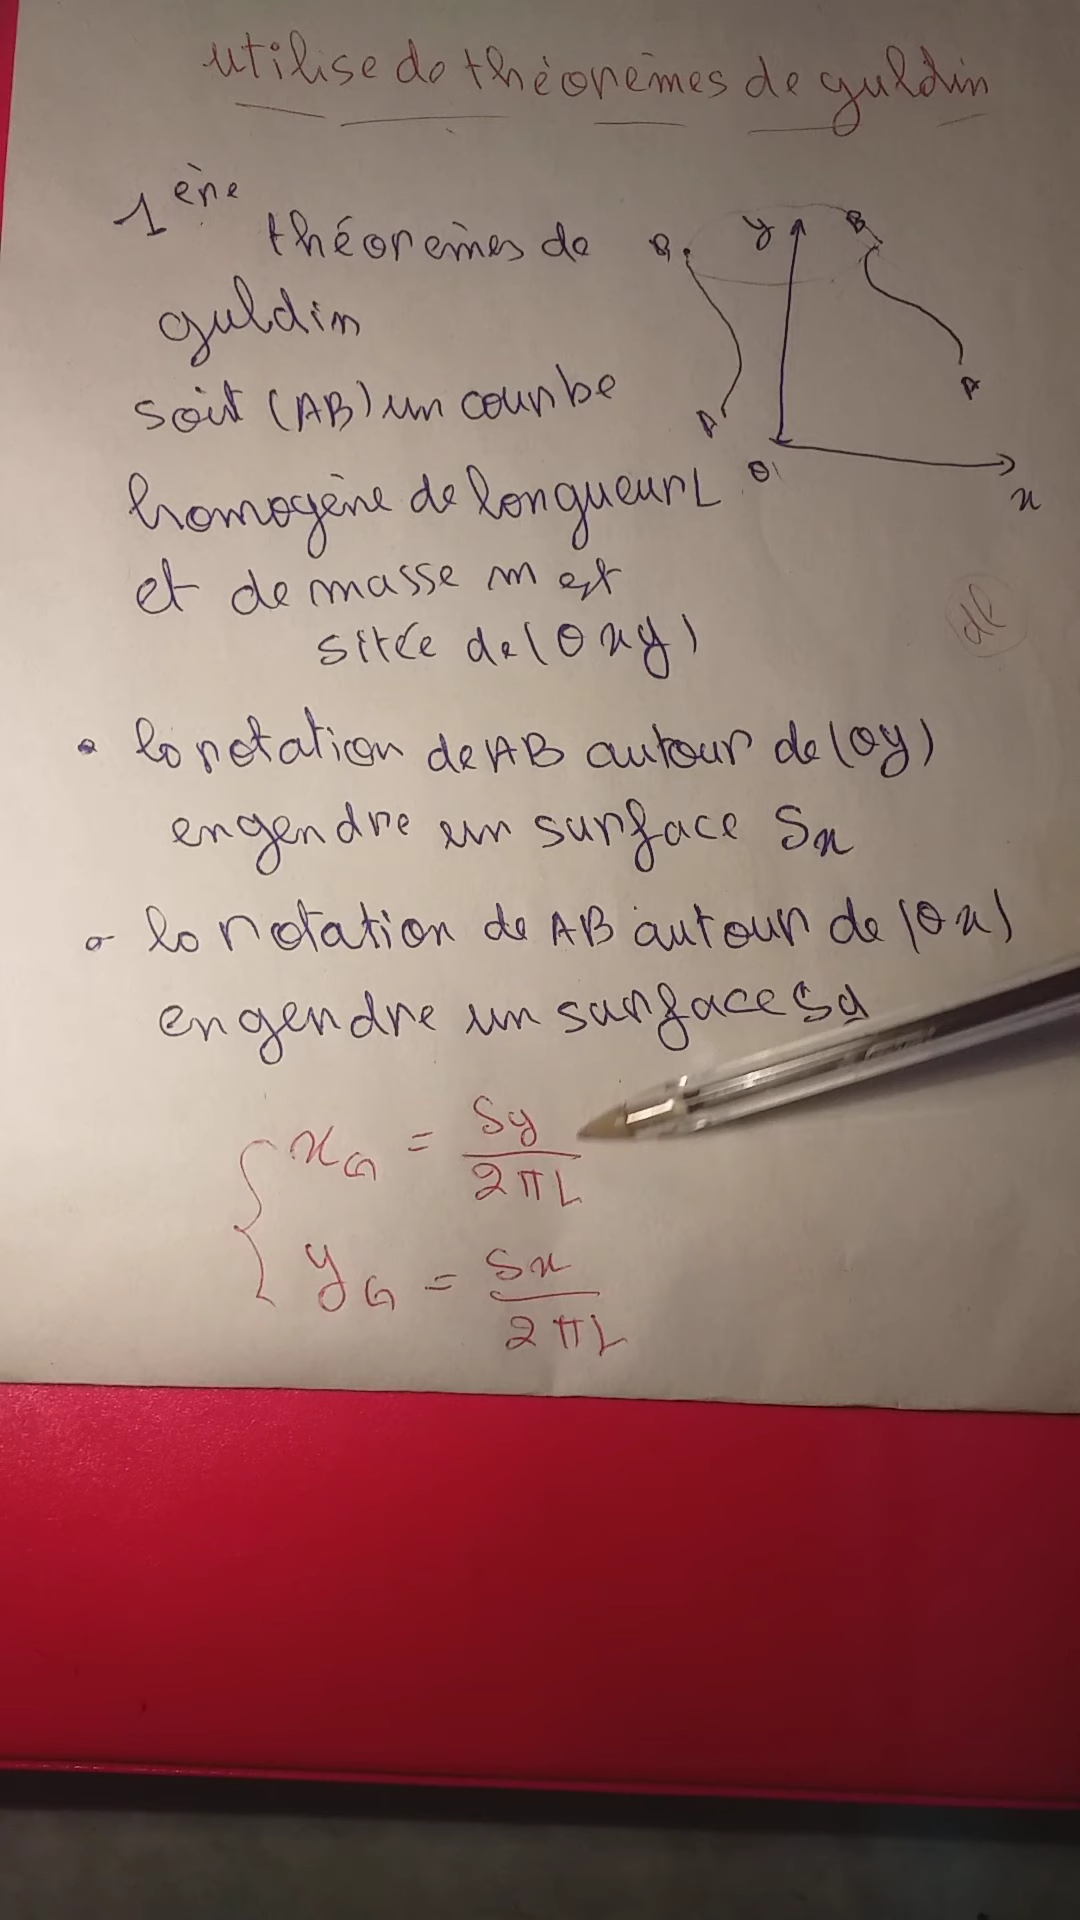 utilise de théorèmes de guldin
1ère
théorèmes de
guldin
soit (AB) un courbe
homogène de longueur L
et de masse m est
sitée de (Oxy)
B
y
B
A
A
O
x
dl
• la rotation de AB autour de (oy)
engendre un surface Sx
• la rotation de AB autour de (Ox)
engendre un surface Sy
xG = Sy / 2πL
yG = Sx / 2πL